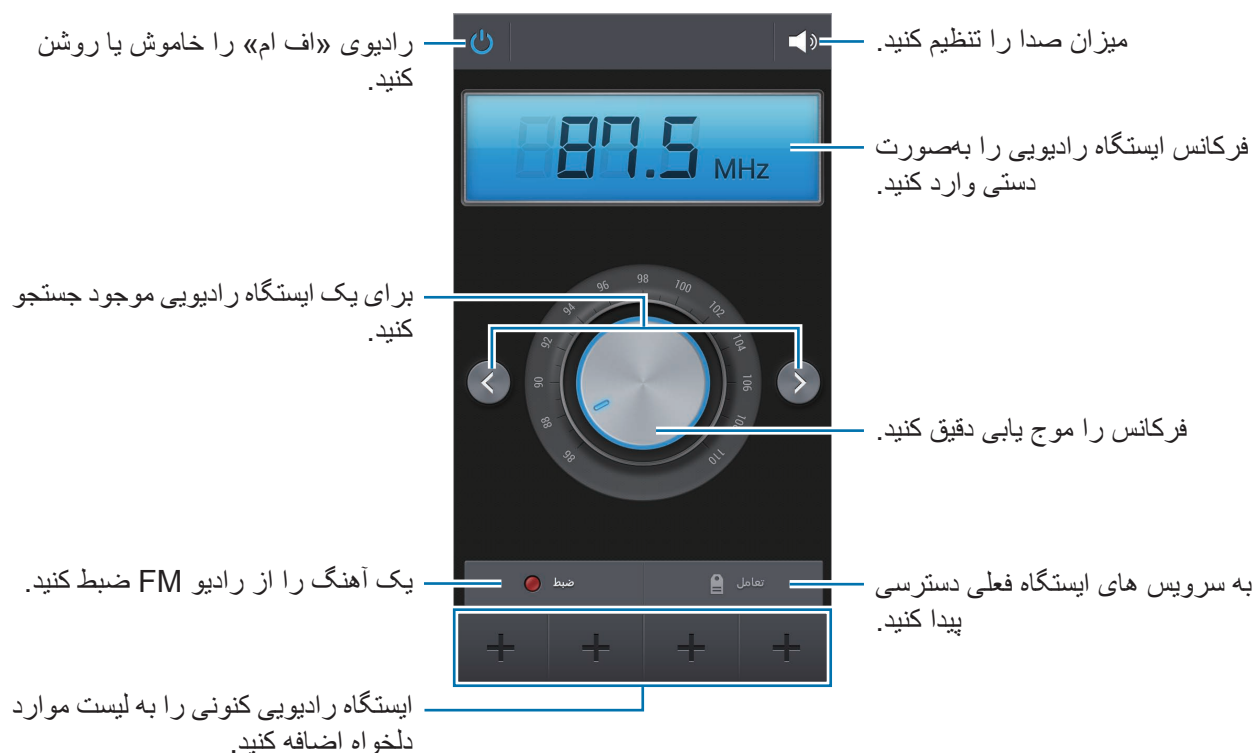 رادیوی «اف ام» را خاموش یا روشن
کنید.
میزان صدا را تنظیم کنید.
87.5 MHz
فرکانس ایستگاه رادیویی را به‌صورت
دستی وارد کنید.
برای یک ایستگاه رادیویی موجود جستجو
کنید.
86
88
90
92
94
96
98
100
102
104
106
108
110
فرکانس را موج یابی دقیق کنید.
یک آهنگ را از رادیو FM ضبط کنید.
ضبط
تعامل
به سرویس های ایستگاه فعلی دسترسی
پیدا کنید.
ایستگاه رادیویی کنونی را به لیست موارد
دلخواه اضافه کنید.